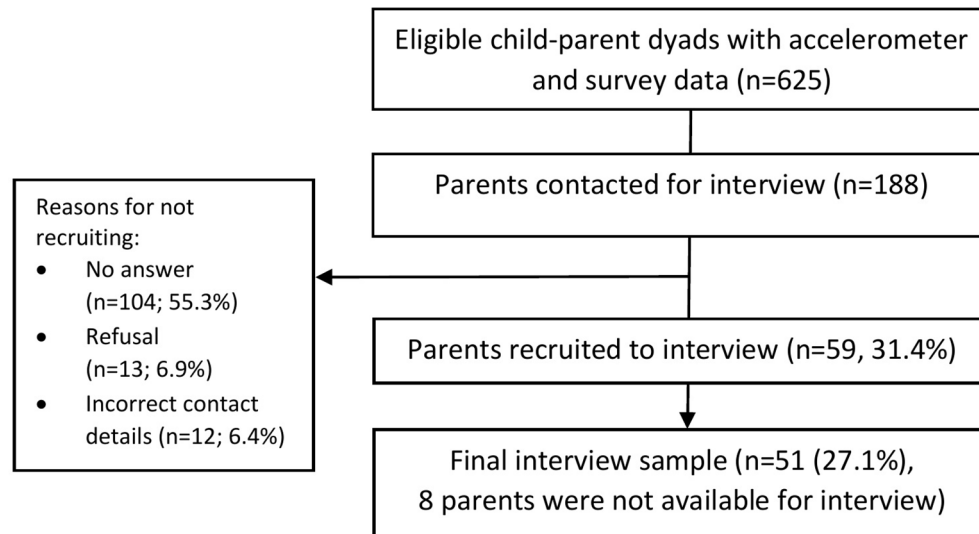 Eligible child-parent dyads with accelerometer
and survey data (n=625)
Parents contacted for interview (n=188)
Reasons for not
recruiting:
• No answer
(n=104; 55.3%)
• Refusal
(n=13; 6.9%)
• Incorrect contact
details (n=12; 6.4%)
Parents recruited to interview (n=59, 31.4%)
Final interview sample (n=51 (27.1%),
8 parents were not available for interview)